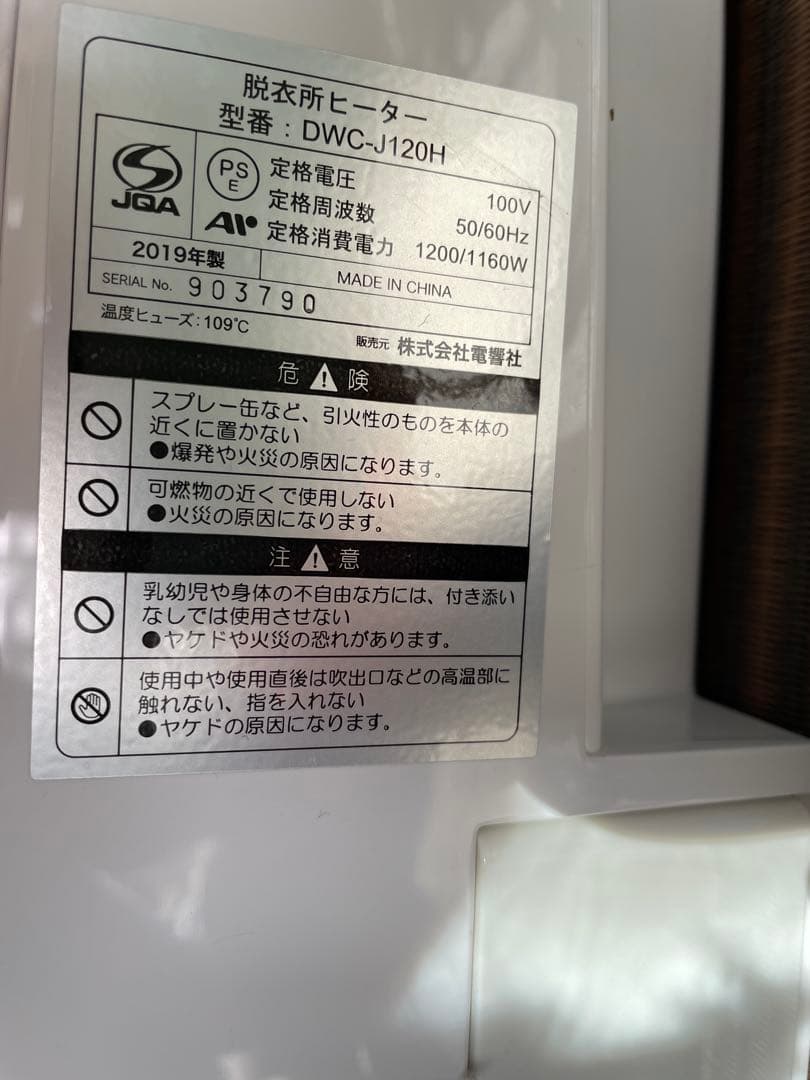 脱衣所ヒーター
型番：DWC-J120H
JQA
PS
E
定格電圧 100V
定格周波数 50/60Hz
定格消費電力 1200/1160W
2019年製 MADE IN CHINA
SERIAL No. 903790
温度ヒューズ：109℃
販売元 株式会社電響社
危険
スプレー缶など、引火性のものを本体の
近くに置かない
●爆発や火災の原因になります。
可燃物の近くで使用しない
●火災の原因になります。
注意
乳幼児や身体の不自由な方には、付き添い
なしでは使用させない
●ヤケドや火災の恐れがあります。
使用中や使用直後は吹出口などの高温部に
触れない、指を入れない
●ヤケドの原因になります。